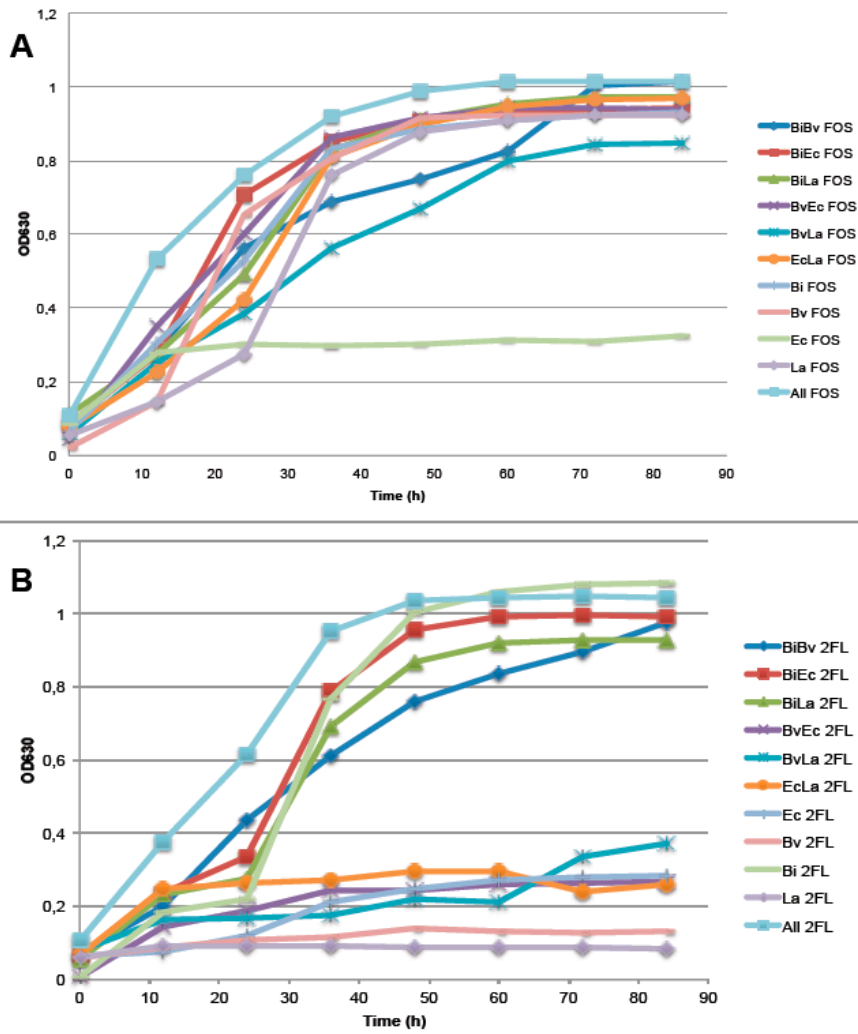 A
1,2
1
0,8
0,6
0,4
0,2
0
OD630
0 10 20 30 40 50 60 70 80 90
Time (h)
BiBv FOS
BiEc FOS
BiLa FOS
BvEc FOS
BvLa FOS
EcLa FOS
Bi FOS
Bv FOS
Ec FOS
La FOS
All FOS
B
1,2
1
0,8
0,6
0,4
0,2
0
OD630
0 10 20 30 40 50 60 70 80 90
Time (h)
BiBv 2FL
BiEc 2FL
BiLa 2FL
BvEc 2FL
BvLa 2FL
EcLa 2FL
Ec 2FL
Bv 2FL
Bi 2FL
La 2FL
All 2FL